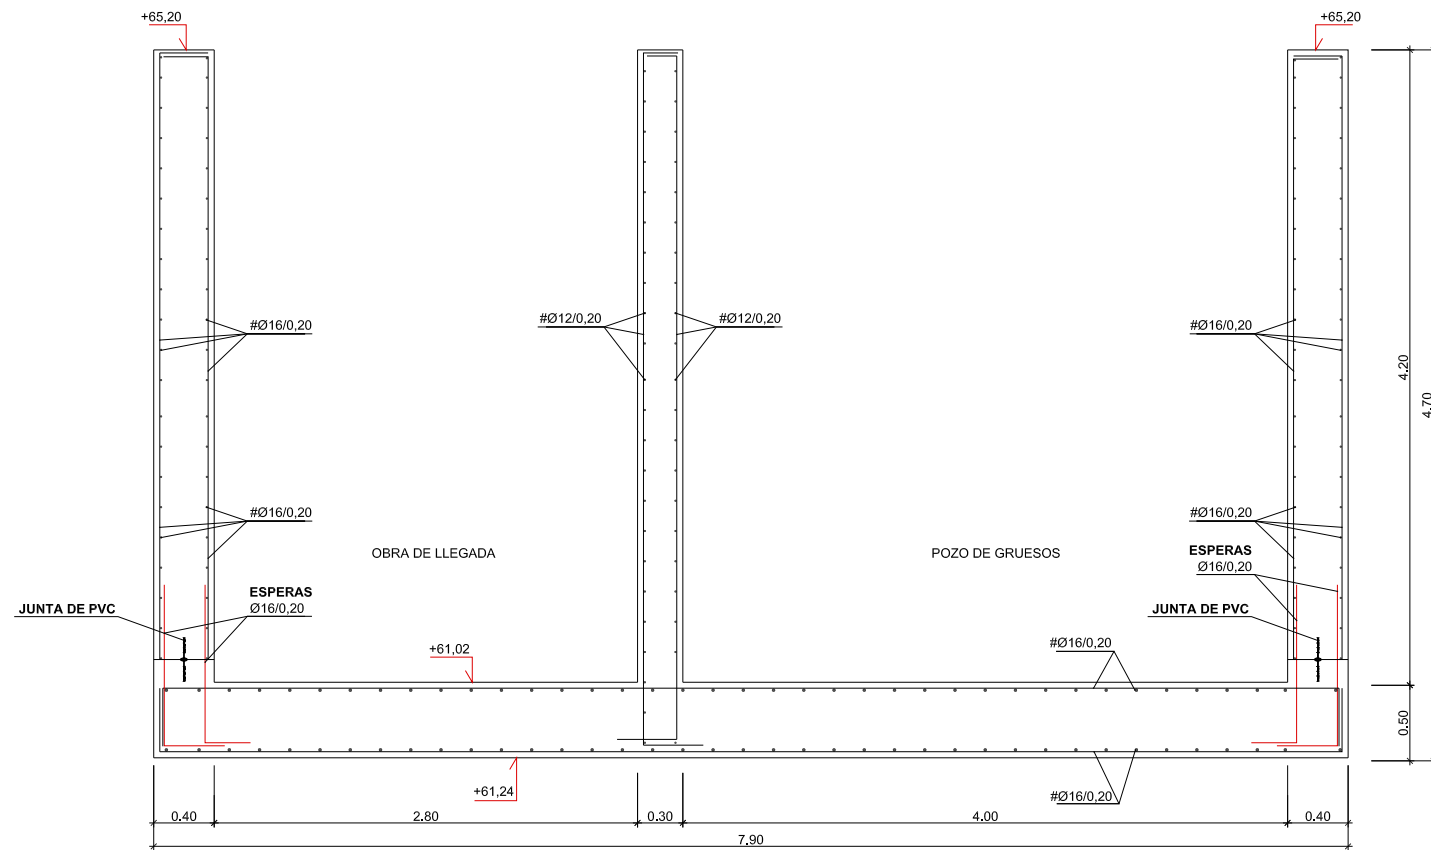 +65,20
+65,20
#Ø16/0,20
#Ø12/0,20
#Ø12/0,20
#Ø16/0,20
4.20
4.70
#Ø16/0,20
#Ø16/0,20
OBRA DE LLEGADA
POZO DE GRUESOS
ESPERAS
Ø16/0,20
ESPERAS
Ø16/0,20
JUNTA DE PVC
JUNTA DE PVC
+61,02
#Ø16/0,20
0.50
+61,24
#Ø16/0,20
0.40
2.80
0.30
4.00
0.40
7.90